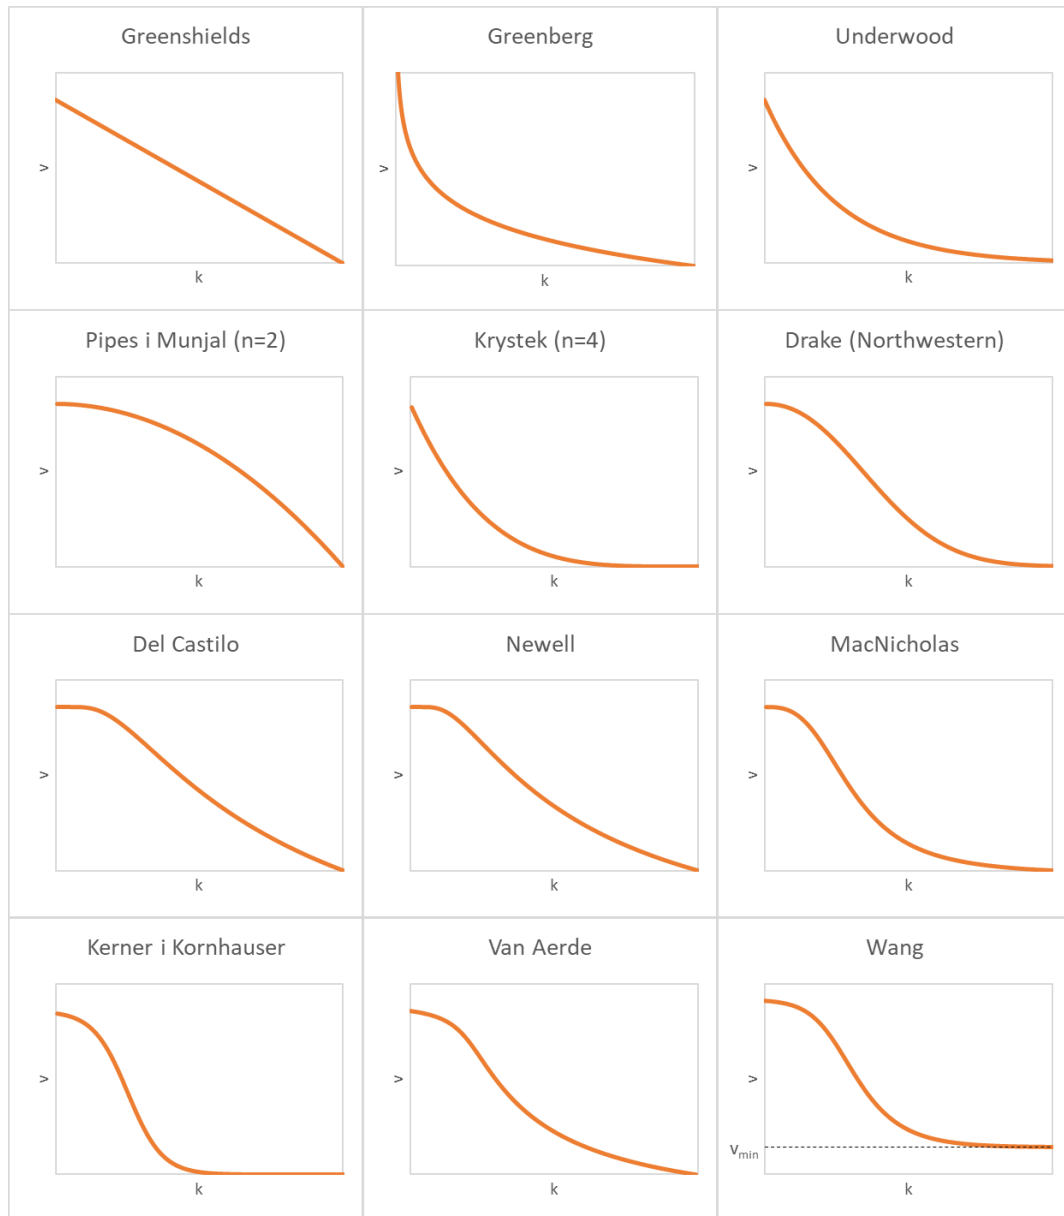 Greenshields
v
k
Greenberg
v
k
Underwood
v
k
Pipes i Munjal (n=2)
v
k
Krystek (n=4)
v
k
Drake (Northwestern)
v
k
Del Castilo
v
k
Newell
v
k
MacNicholas
v
k
Kerner i Kornhauser
v
k
Van Aerde
v
k
Wang
v
vmin
k